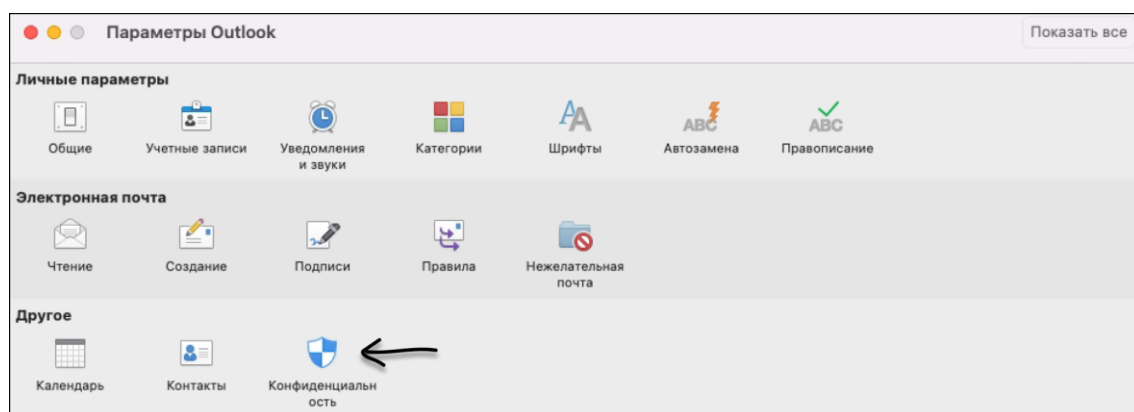 Параметры Outlook
Показать все
Личные параметры
Общие
Учетные записи
Уведомления
и звуки
Категории
Шрифты
Автозамена
Правописание
Электронная почта
Чтение
Создание
Подписи
Правила
Нежелательная
почта
Другое
Календарь
Контакты
Конфиденциальн
ость